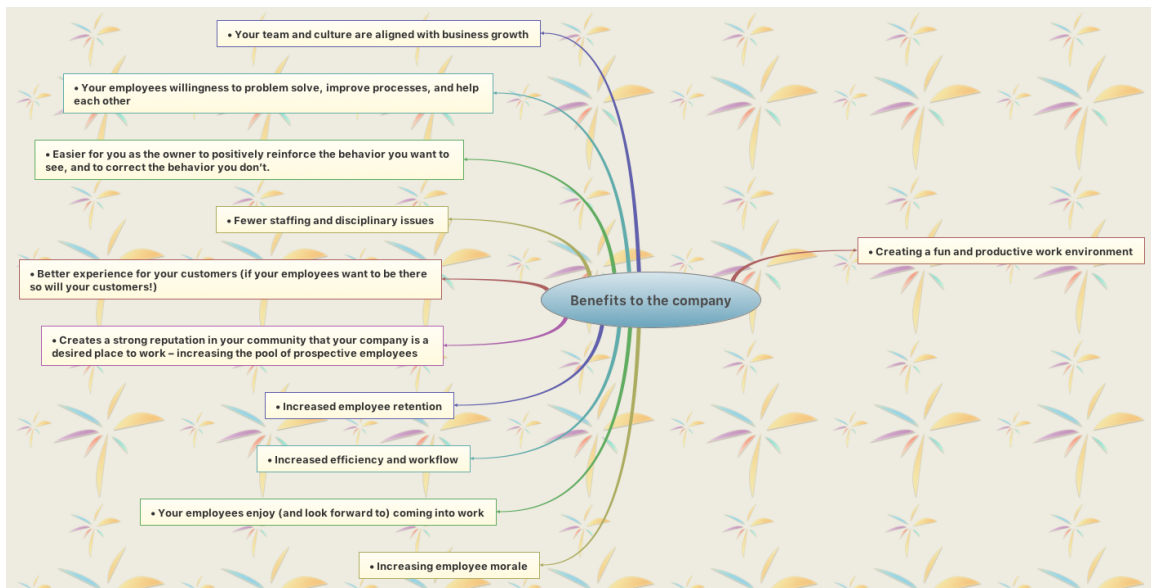 • Your team and culture are aligned with business growth
• Your employees willingness to problem solve, improve processes, and help
each other
• Easier for you as the owner to positively reinforce the behavior you want to
see, and to correct the behavior you don't.
• Fewer staffing and disciplinary issues
• Creating a fun and productive work environment
• Better experience for your customers (if your employees want to be there
so will your customers!)
Benefits to the company
• Creates a strong reputation in your community that your company is a
desired place to work – increasing the pool of prospective employees
• Increased employee retention
• Increased efficiency and workflow
• Your employees enjoy (and look forward to) coming into work
• Increasing employee morale